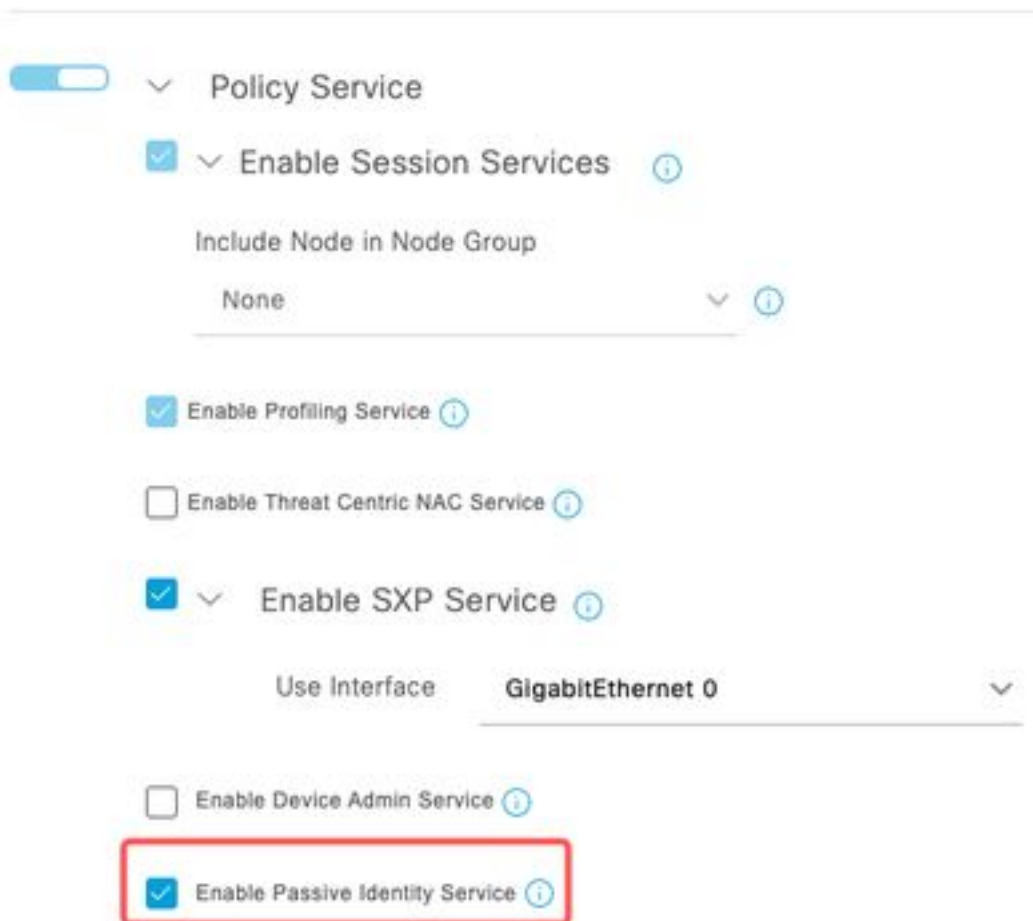 Policy Service
Enable Session Services
Include Node in Node Group
None
Enable Profiling Service
Enable Threat Centric NAC Service
Enable SXP Service
Use Interface GigabitEthernet 0
Enable Device Admin Service
Enable Passive Identity Service